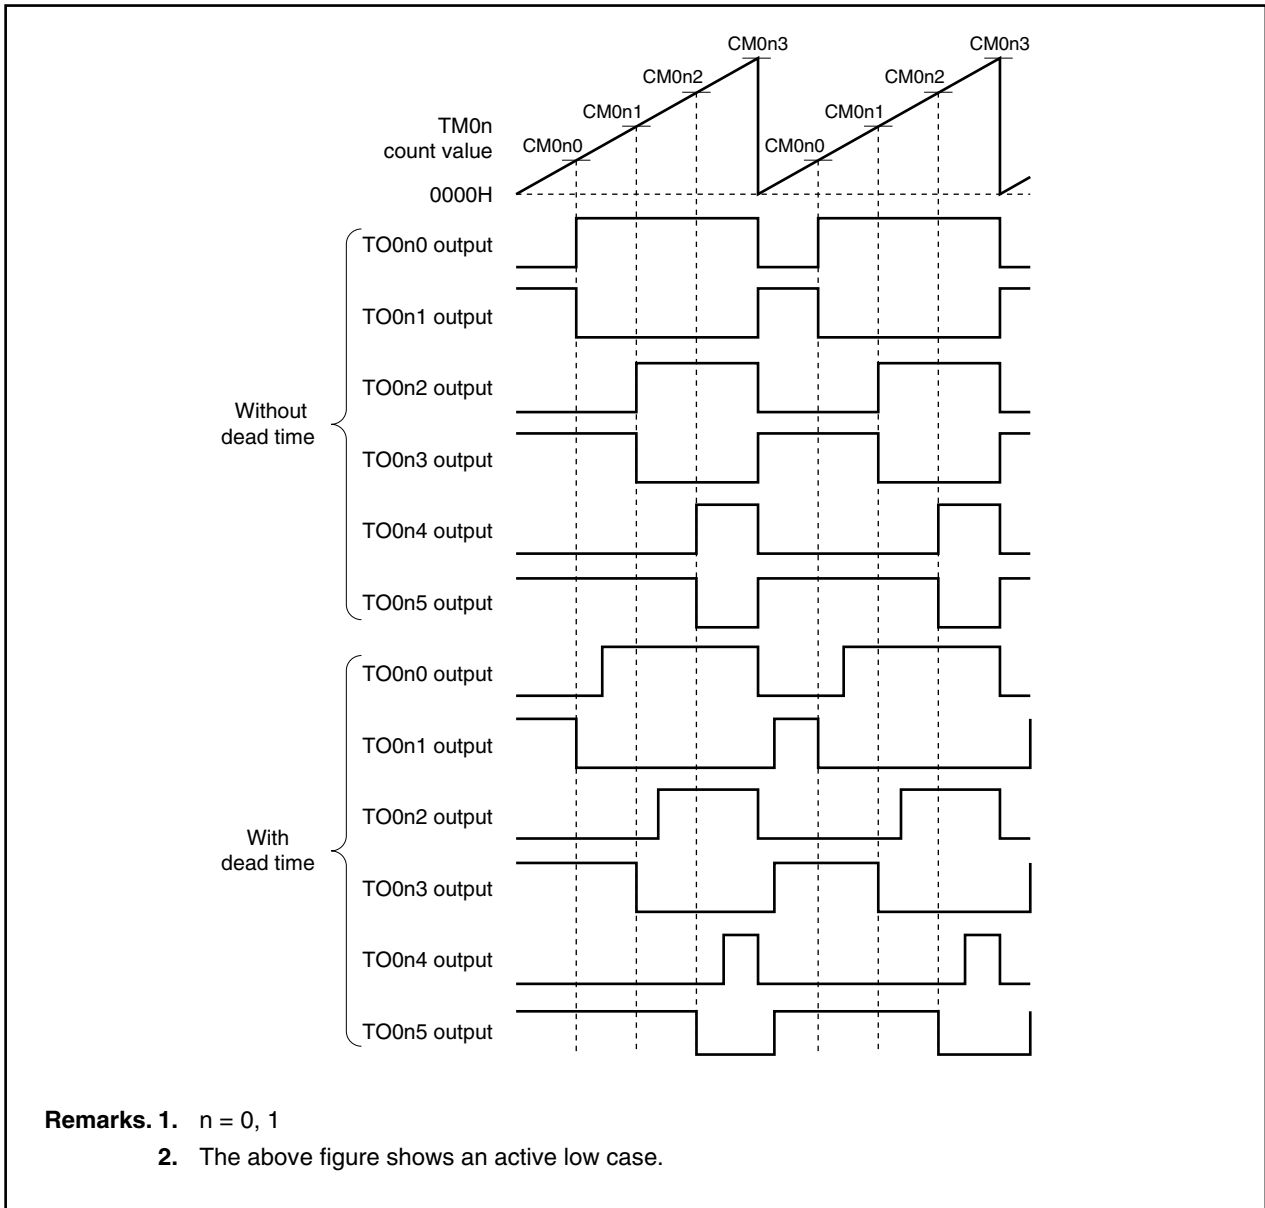 CM0n3
CM0n3
CM0n2
CM0n2
CM0n1
CM0n1
TM0n
count value
CM0n0
CM0n0
0000H
TO0n0 output
TO0n1 output
TO0n2 output
Without
dead time
TO0n3 output
TO0n4 output
TO0n5 output
TO0n0 output
TO0n1 output
TO0n2 output
With
dead time
TO0n3 output
TO0n4 output
TO0n5 output
Remarks. 1. n = 0, 1
2. The above figure shows an active low case.